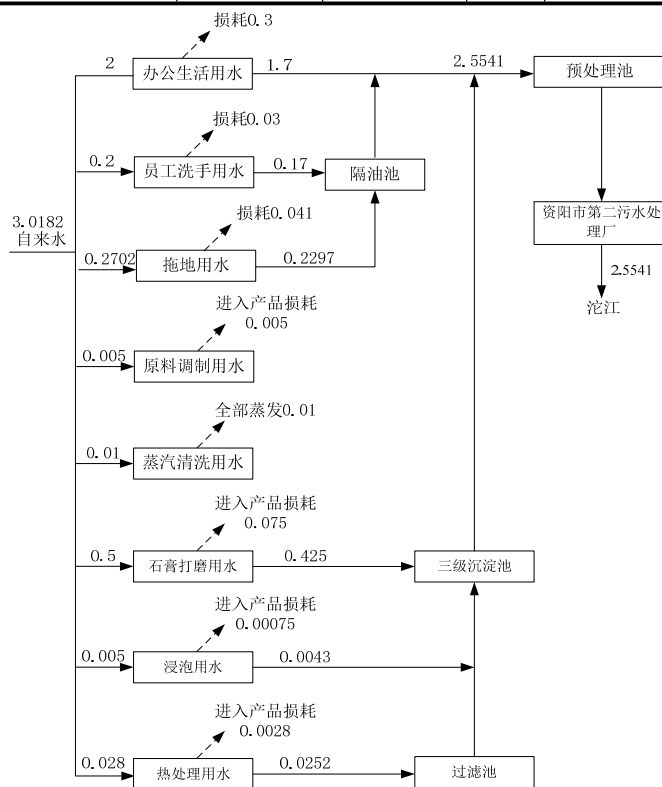 损耗0.3
2
办公生活用水
1.7
2.5541
预处理池
损耗0.03
0.2
员工洗手用水
0.17
隔油池
3.0182
自来水
损耗0.041
0.2702
拖地用水
0.2297
资阳市第二污水处
理厂
2.5541
沱江
进入产品损耗
0.005
0.005
原料调制用水
全部蒸发0.01
0.01
蒸汽清洗用水
进入产品损耗
0.075
0.5
石膏打磨用水
0.425
三级沉淀池
进入产品损耗
0.00075
0.005
浸泡用水
0.0043
进入产品损耗
0.0028
0.028
热处理用水
0.0252
过滤池